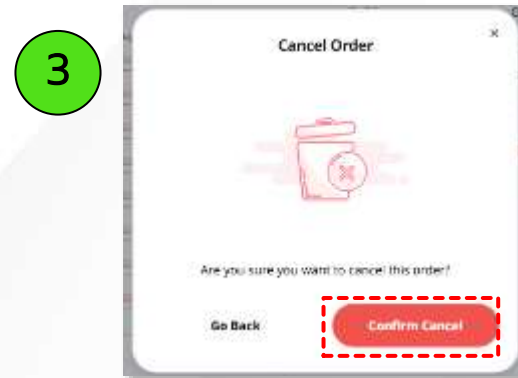 3
Cancel Order
×
Are you sure you want to cancel this order?
Go Back
Confirm Cancel